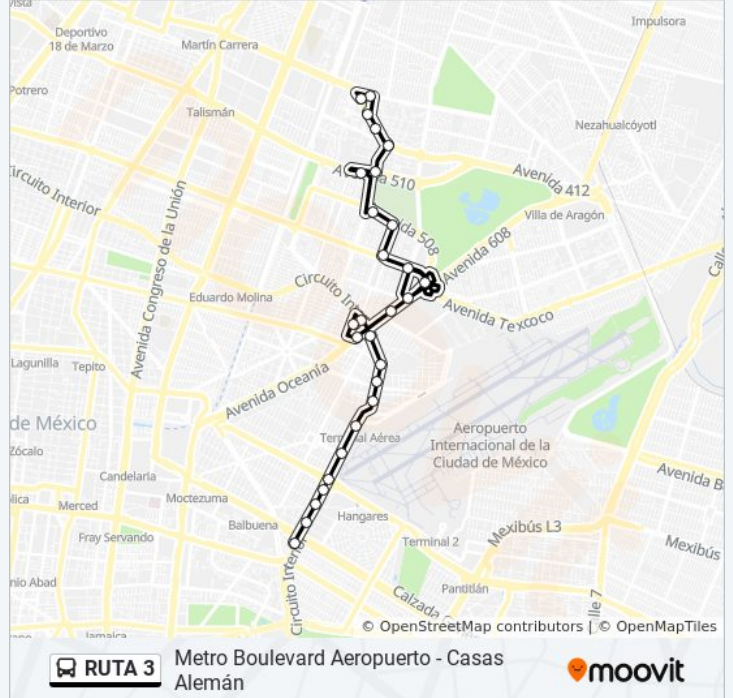 Impulsora
Deportivo
18 de Marzo
Martín Carrera
Potrero
Talismán
Nezahualcóyotl
Circuito Interior
Avenida 510
Avenida 412
Villa de Aragón
Avenida Congreso de la Unión
508
Avenida 608
Calle
Circuito
Eduardo Molina
Avenida Texcoco
Lagunilla
Tepito
Avenida Oceanía
de México
Zócalo
Aérea
Aeropuerto
Internacional de la
Ciudad de México
Candelaria
Avenida B
Merced
Moctezuma
Balbuena
Hangares
Mexibús L3
Fray Servando
Terminal 2
Mexibús
Circuito Interior
Pantitlán
Calzada
Jamaica
© OpenStreetMap contributors | © OpenMapTiles
RUTA 3
Metro Boulevard Aeropuerto - Casas
Alemán
moovit